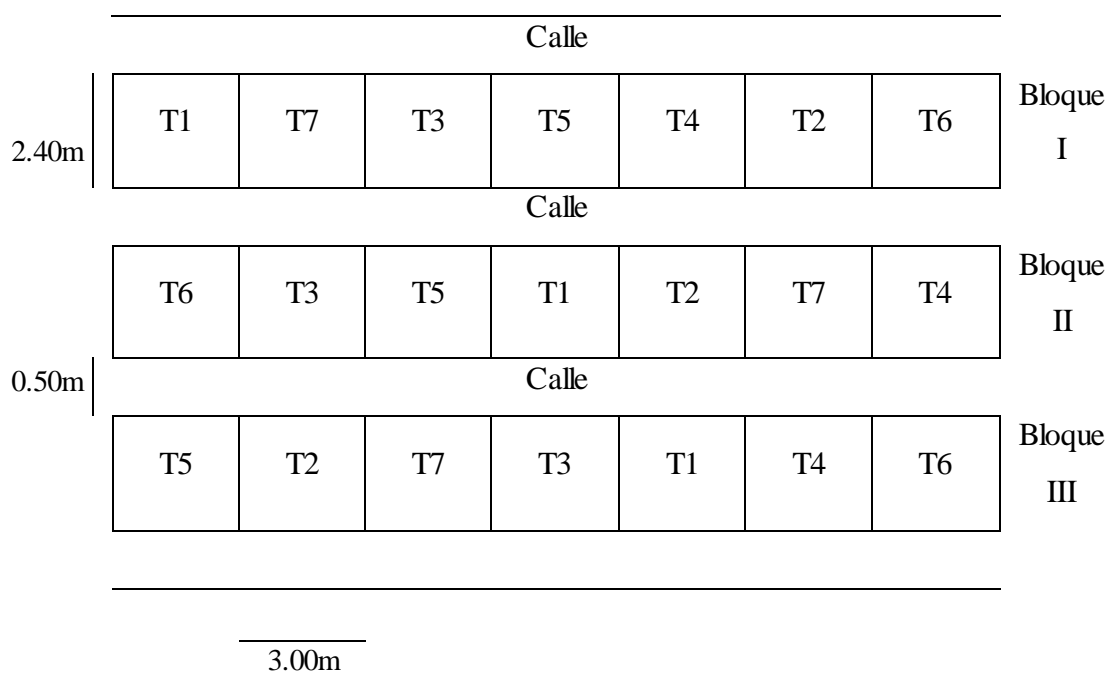 Calle
T1 T7 T3 T5 T4 T2 T6
Bloque
I
2.40m
Calle
T6 T3 T5 T1 T2 T7 T4
Bloque
II
0.50m
Calle
T5 T2 T7 T3 T1 T4 T6
Bloque
III
3.00m